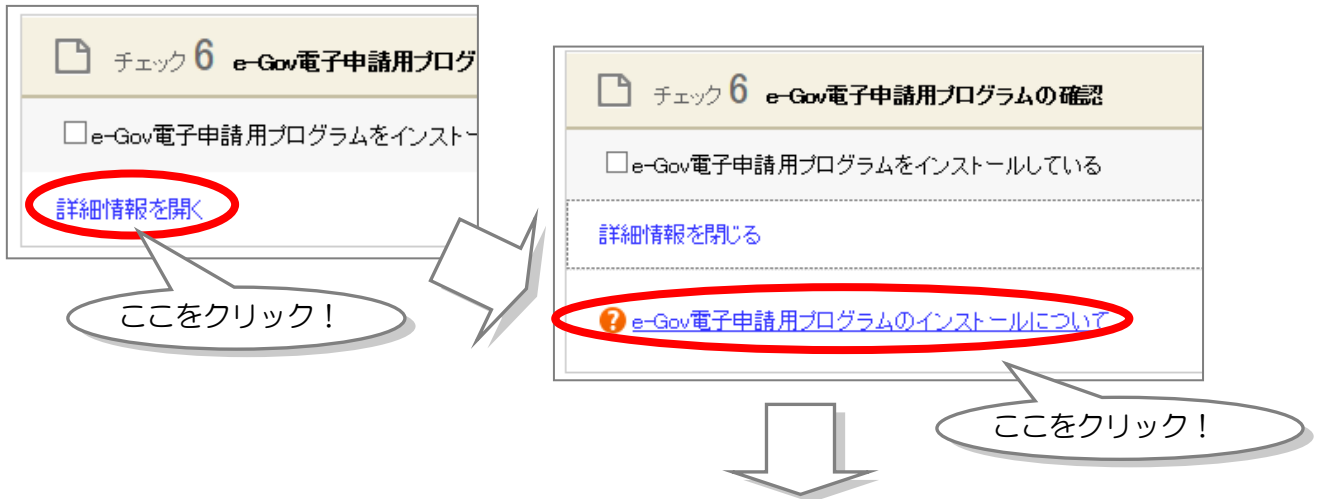 チェック 6 e-Gov電子申請用プログ
□e-Gov電子申請用プログラムをインストー
詳細情報を開く
ここをクリック！
チェック 6 e-Gov電子申請用プログラムの確認
□e-Gov電子申請用プログラムをインストールしている
詳細情報を閉じる
? e-Gov電子申請用プログラムのインストールについて
ここをクリック！